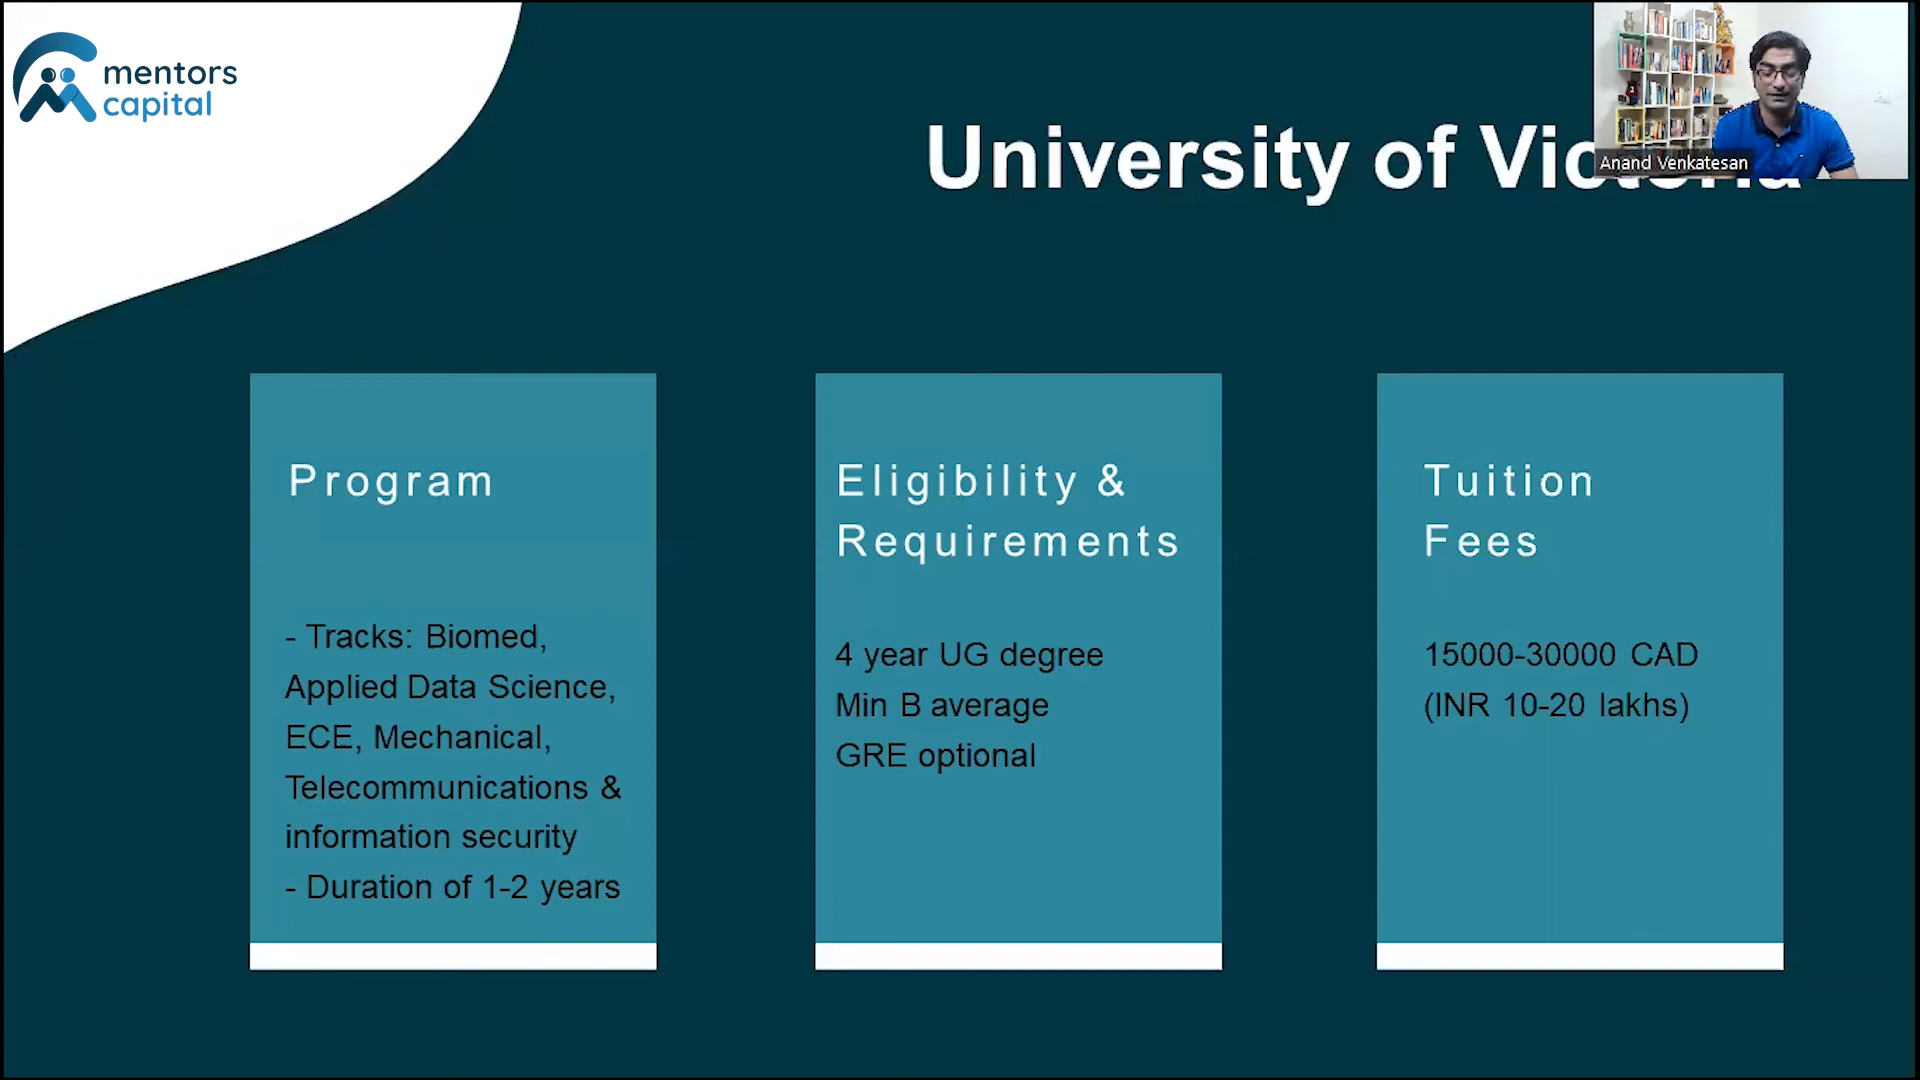 mentors
capital
University of Victoria
Anand Venkatesan
Program
- Tracks: Biomed,
Applied Data Science,
ECE, Mechanical,
Telecommunications &
information security
- Duration of 1-2 years
Eligibility &
Requirements
4 year UG degree
Min B average
GRE optional
Tuition
Fees
15000-30000 CAD
(INR 10-20 lakhs)